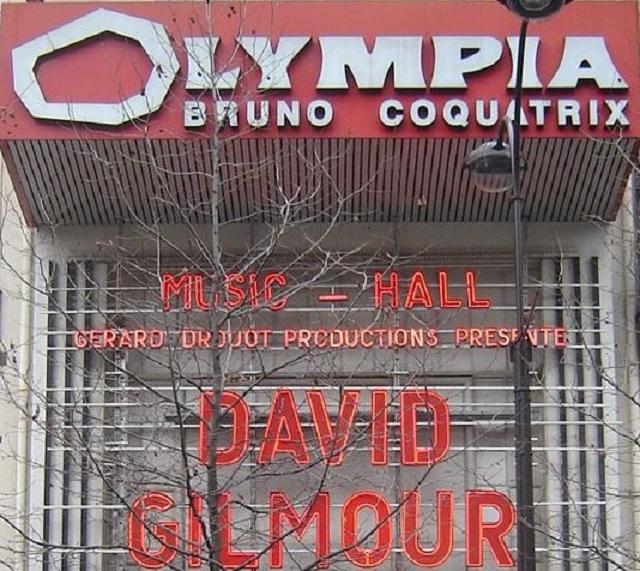 OLYMPIA
BRUNO COQUATRIX
MUSIC - HALL
GERARD DROUOT PRODUCTIONS PRESENTE
DAVID
GILMOUR